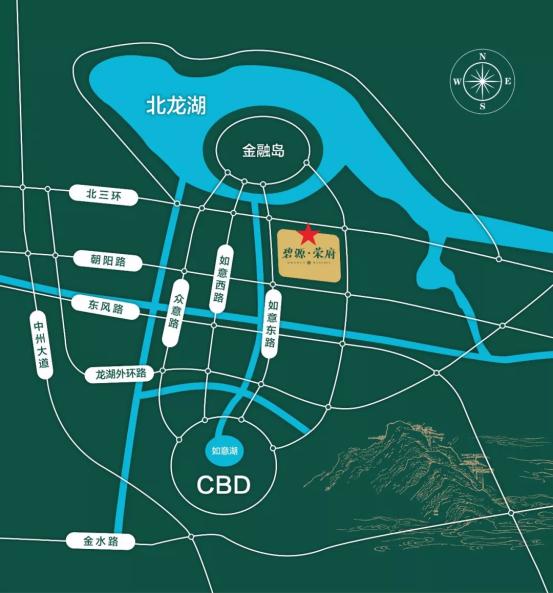 N
W
E
S
北龙湖
金融岛
北三环
碧源·荣府
朝阳路
如意西路
众意路
东风路
如意东路
中州大道
龙湖外环路
如意湖
CBD
金水路